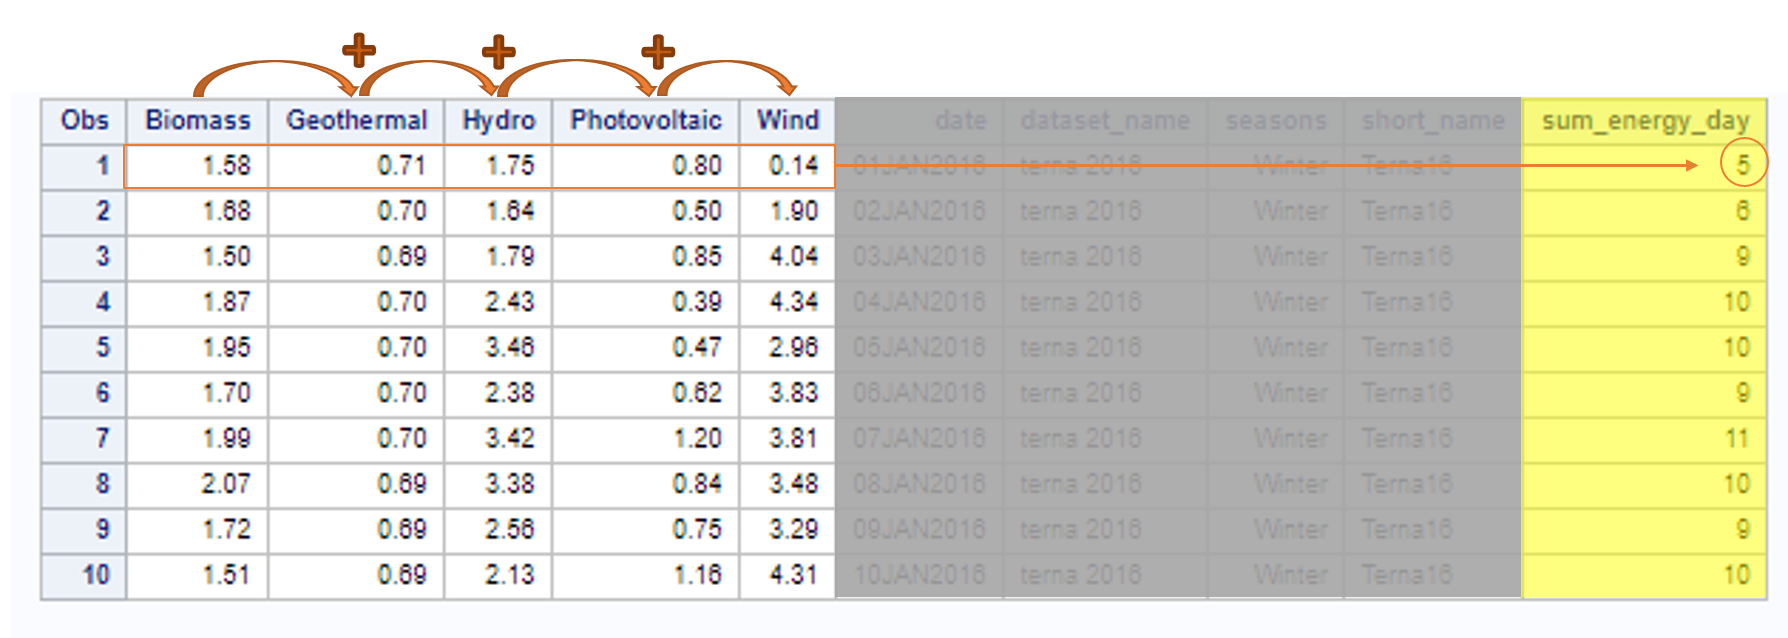 Obs Biomass Geothermal Hydro Photovoltaic Wind date dataset_name seasons short_name sum_energy_day
1 1.58 0.71 1.75 0.80 0.14 01JAN2016 terna 2016 Winter Terna16 5
2 1.68 0.70 1.64 0.50 1.90 02JAN2016 terna 2016 Winter Terna16 6
3 1.50 0.69 1.79 0.85 4.04 03JAN2016 terna 2016 Winter Terna16 9
4 1.87 0.70 2.43 0.39 4.34 04JAN2016 terna 2016 Winter Terna16 10
5 1.95 0.70 3.46 0.47 2.96 05JAN2016 terna 2016 Winter Terna16 10
6 1.70 0.70 2.38 0.62 3.83 06JAN2016 terna 2016 Winter Terna16 9
7 1.99 0.70 3.42 1.20 3.81 07JAN2016 terna 2016 Winter Terna16 11
8 2.07 0.69 3.38 0.84 3.48 08JAN2016 terna 2016 Winter Terna16 10
9 1.72 0.69 2.56 0.75 3.29 09JAN2016 terna 2016 Winter Terna16 9
10 1.51 0.69 2.13 1.16 4.31 10JAN2016 terna 2016 Winter Terna16 10